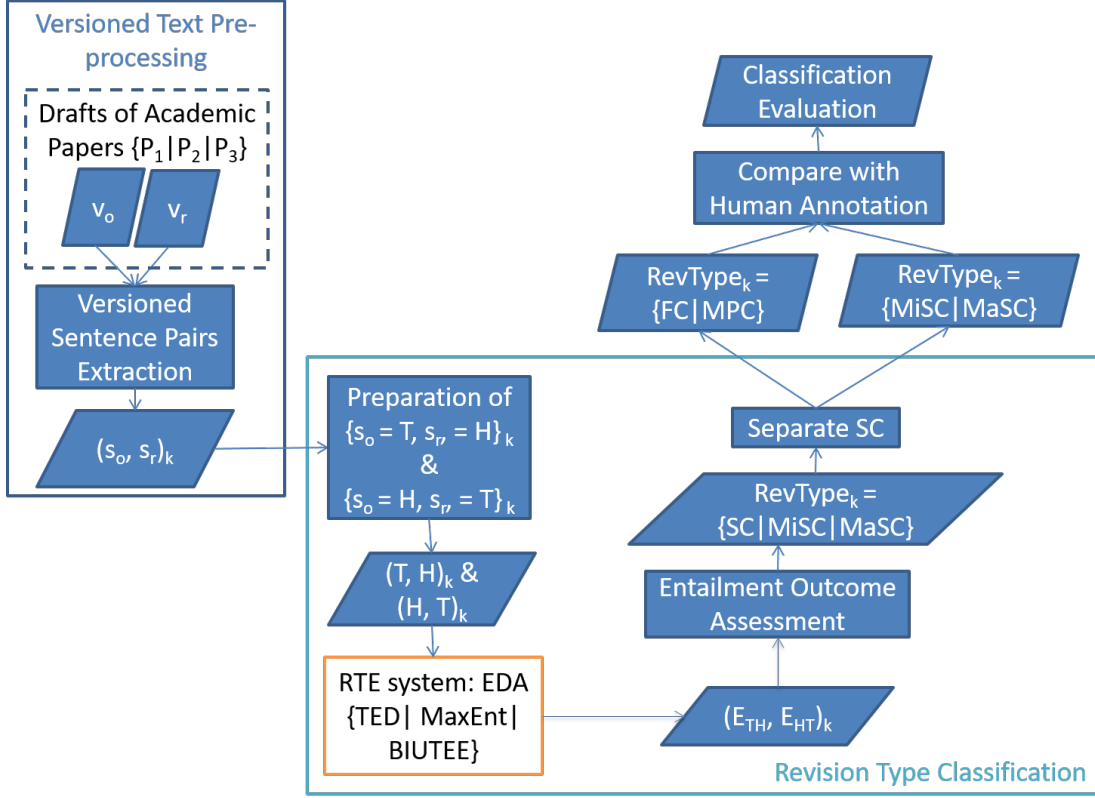 Versioned Text Pre-
processing
Drafts of Academic
Papers {P₁|P₂|P₃}
vₒ
vᵣ
Versioned
Sentence Pairs
Extraction
(sₒ, sᵣ)ₖ
Preparation of
{sₒ = T, sᵣ, = H} ₖ
&
{sₒ = H, sᵣ, = T} ₖ
(T, H)ₖ &
(H, T)ₖ
RTE system: EDA
{TED| MaxEnt|
BIUTEE}
(E_TH, E_HT)ₖ
Entailment Outcome
Assessment
RevTypeₖ =
{SC|MiSC|MaSC}
Separate SC
RevTypeₖ =
{FC|MPC}
RevTypeₖ =
{MiSC|MaSC}
Compare with
Human Annotation
Classification
Evaluation
Revision Type Classification